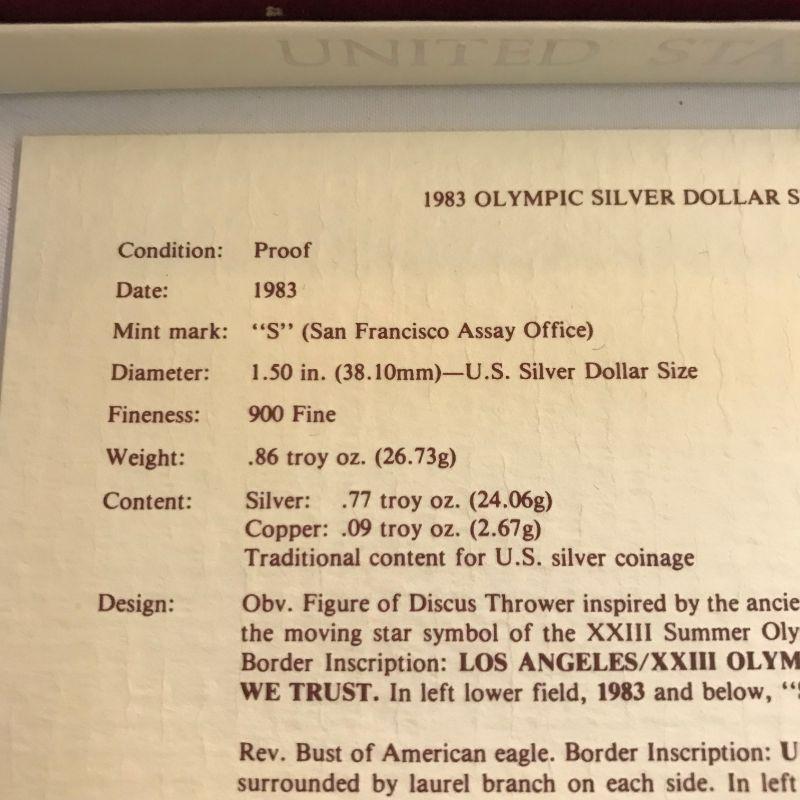 UNITED STA
1983 OLYMPIC SILVER DOLLAR S
Condition: Proof
Date: 1983
Mint mark: “S” (San Francisco Assay Office)
Diameter: 1.50 in. (38.10mm)—U.S. Silver Dollar Size
Fineness: 900 Fine
Weight: .86 troy oz. (26.73g)
Content: Silver: .77 troy oz. (24.06g)
Copper: .09 troy oz. (2.67g)
Traditional content for U.S. silver coinage
Design: Obv. Figure of Discus Thrower inspired by the ancie
the moving star symbol of the XXIII Summer Oly
Border Inscription: LOS ANGELES/XXIII OLYM
WE TRUST. In left lower field, 1983 and below, “S
Rev. Bust of American eagle. Border Inscription: U
surrounded by laurel branch on each side. In left